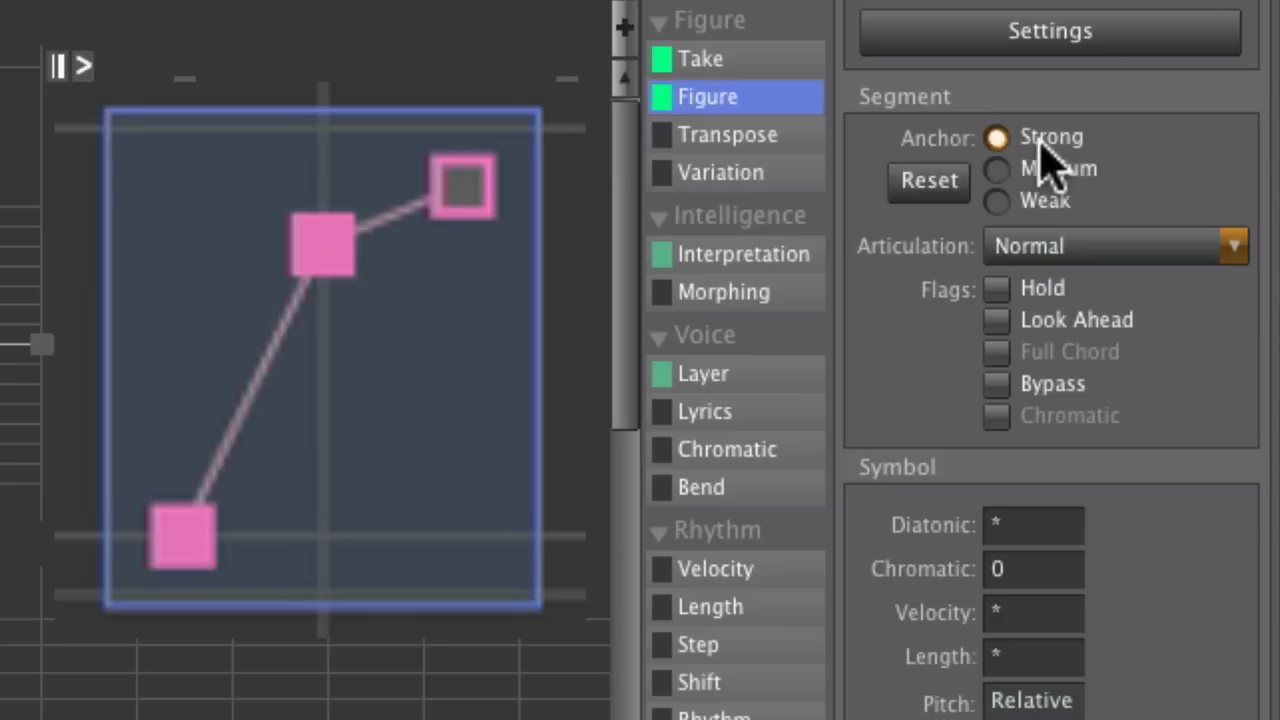 Figure
Take
Figure
Transpose
Variation
Intelligence
Interpretation
Morphing
Voice
Layer
Lyrics
Chromatic
Bend
Rhythm
Velocity
Length
Step
Shift
Rhythm
Settings
Segment
Anchor: Strong
Reset
Weak
Articulation: Normal
Flags: Hold
Look Ahead
Full Chord
Bypass
Chromatic
Symbol
Diatonic: *
Chromatic: 0
Velocity: *
Length: *
Pitch: Relative